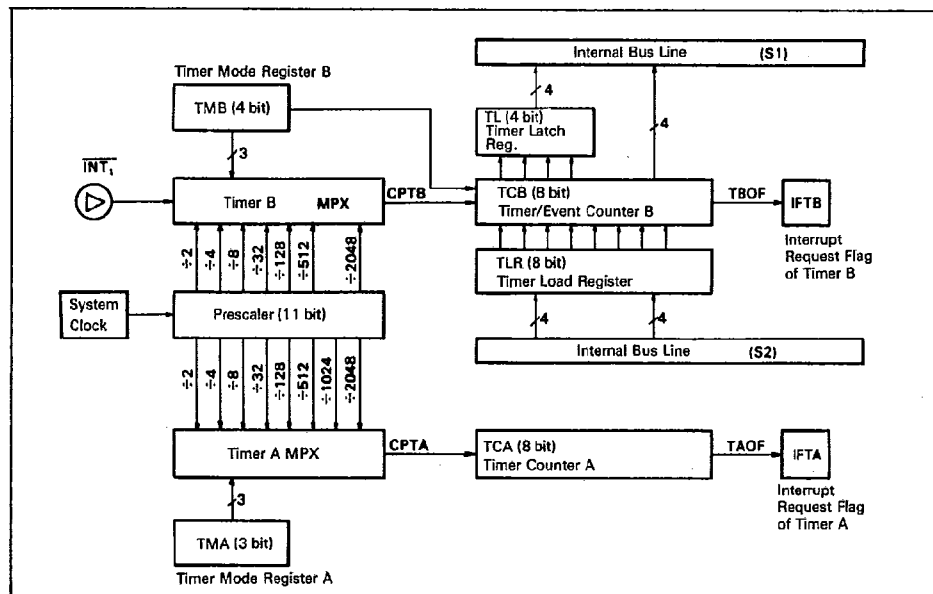 Internal Bus Line (S1)
Timer Mode Register B
TMB (4 bit)
4
TL (4 bit)
Timer Latch
Reg.
4
3
INT₁
Timer B MPX
CPTB
TCB (8 bit)
Timer/Event Counter B
TBOF
IFTB
Interrupt
Request Flag
of Timer B
÷2
÷4
÷8
÷32
÷128
÷512
÷2048
TLR (8 bit)
Timer Load Register
System
Clock
Prescaler (11 bit)
4
4
Internal Bus Line (S2)
÷2
÷4
÷8
÷32
÷128
÷512
÷1024
÷2048
Timer A MPX
CPTA
TCA (8 bit)
Timer Counter A
TAOF
IFTA
Interrupt
Request Flag
of Timer A
3
TMA (3 bit)
Timer Mode Register A